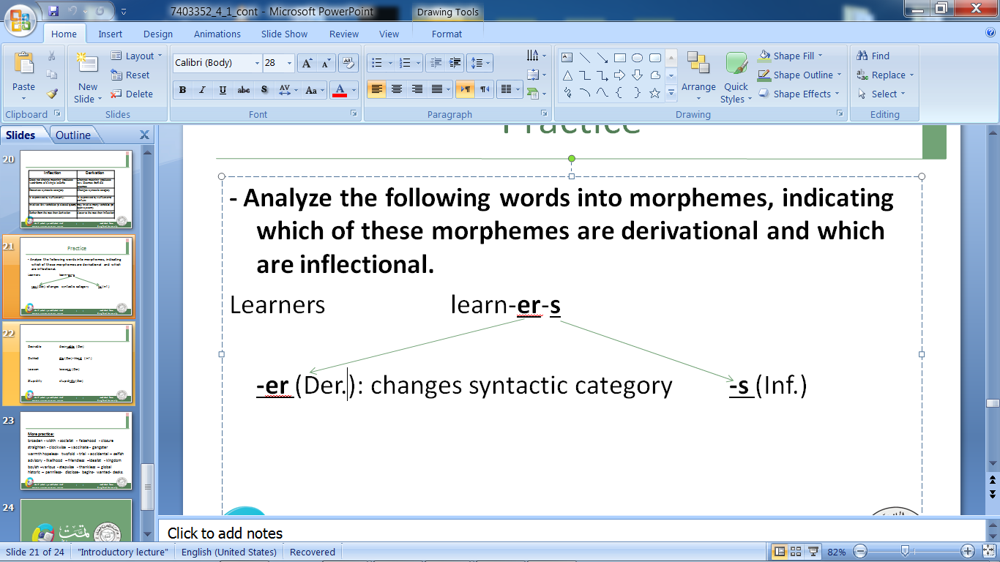 7403352_4_1_cont - Microsoft PowerPoint
Drawing Tools
Home Insert Design Animations Slide Show Review View Format
Paste
New Slide
Layout
Reset
Delete
Calibri (Body) 28
B I U abc S AV Aa A
Arrange
Quick Styles
Shape Fill
Shape Outline
Shape Effects
Find
Replace
Select
Clipboard Slides Font Paragraph Drawing Editing
Slides Outline
20
Inflection Derivation
21
Practice
- Analyze the following words into morphemes, indicating
which of these morphemes are derivational and which
are inflectional.
Learners learn-er-s
-er (Der.): changes syntactic category -s (Inf.)
22
23
More practice:
broaden - width - socialist - falsehood - closure
straighten - clockwise - vaccinate - gangster
warmth hopeless- twofold - trial - accidental - selfish
advisory - likelihood - friendless - idealist - kingdom
boyish - various - stepwise - thankless - global
historic - penniless- disclose- begins- wanted- desks
24
Practice
- Analyze the following words into morphemes, indicating
which of these morphemes are derivational and which
are inflectional.
Learners learn-er-s
-er (Der.): changes syntactic category -s (Inf.)
Click to add notes
Slide 21 of 24 "Introductory lecture" English (United States) Recovered 82%